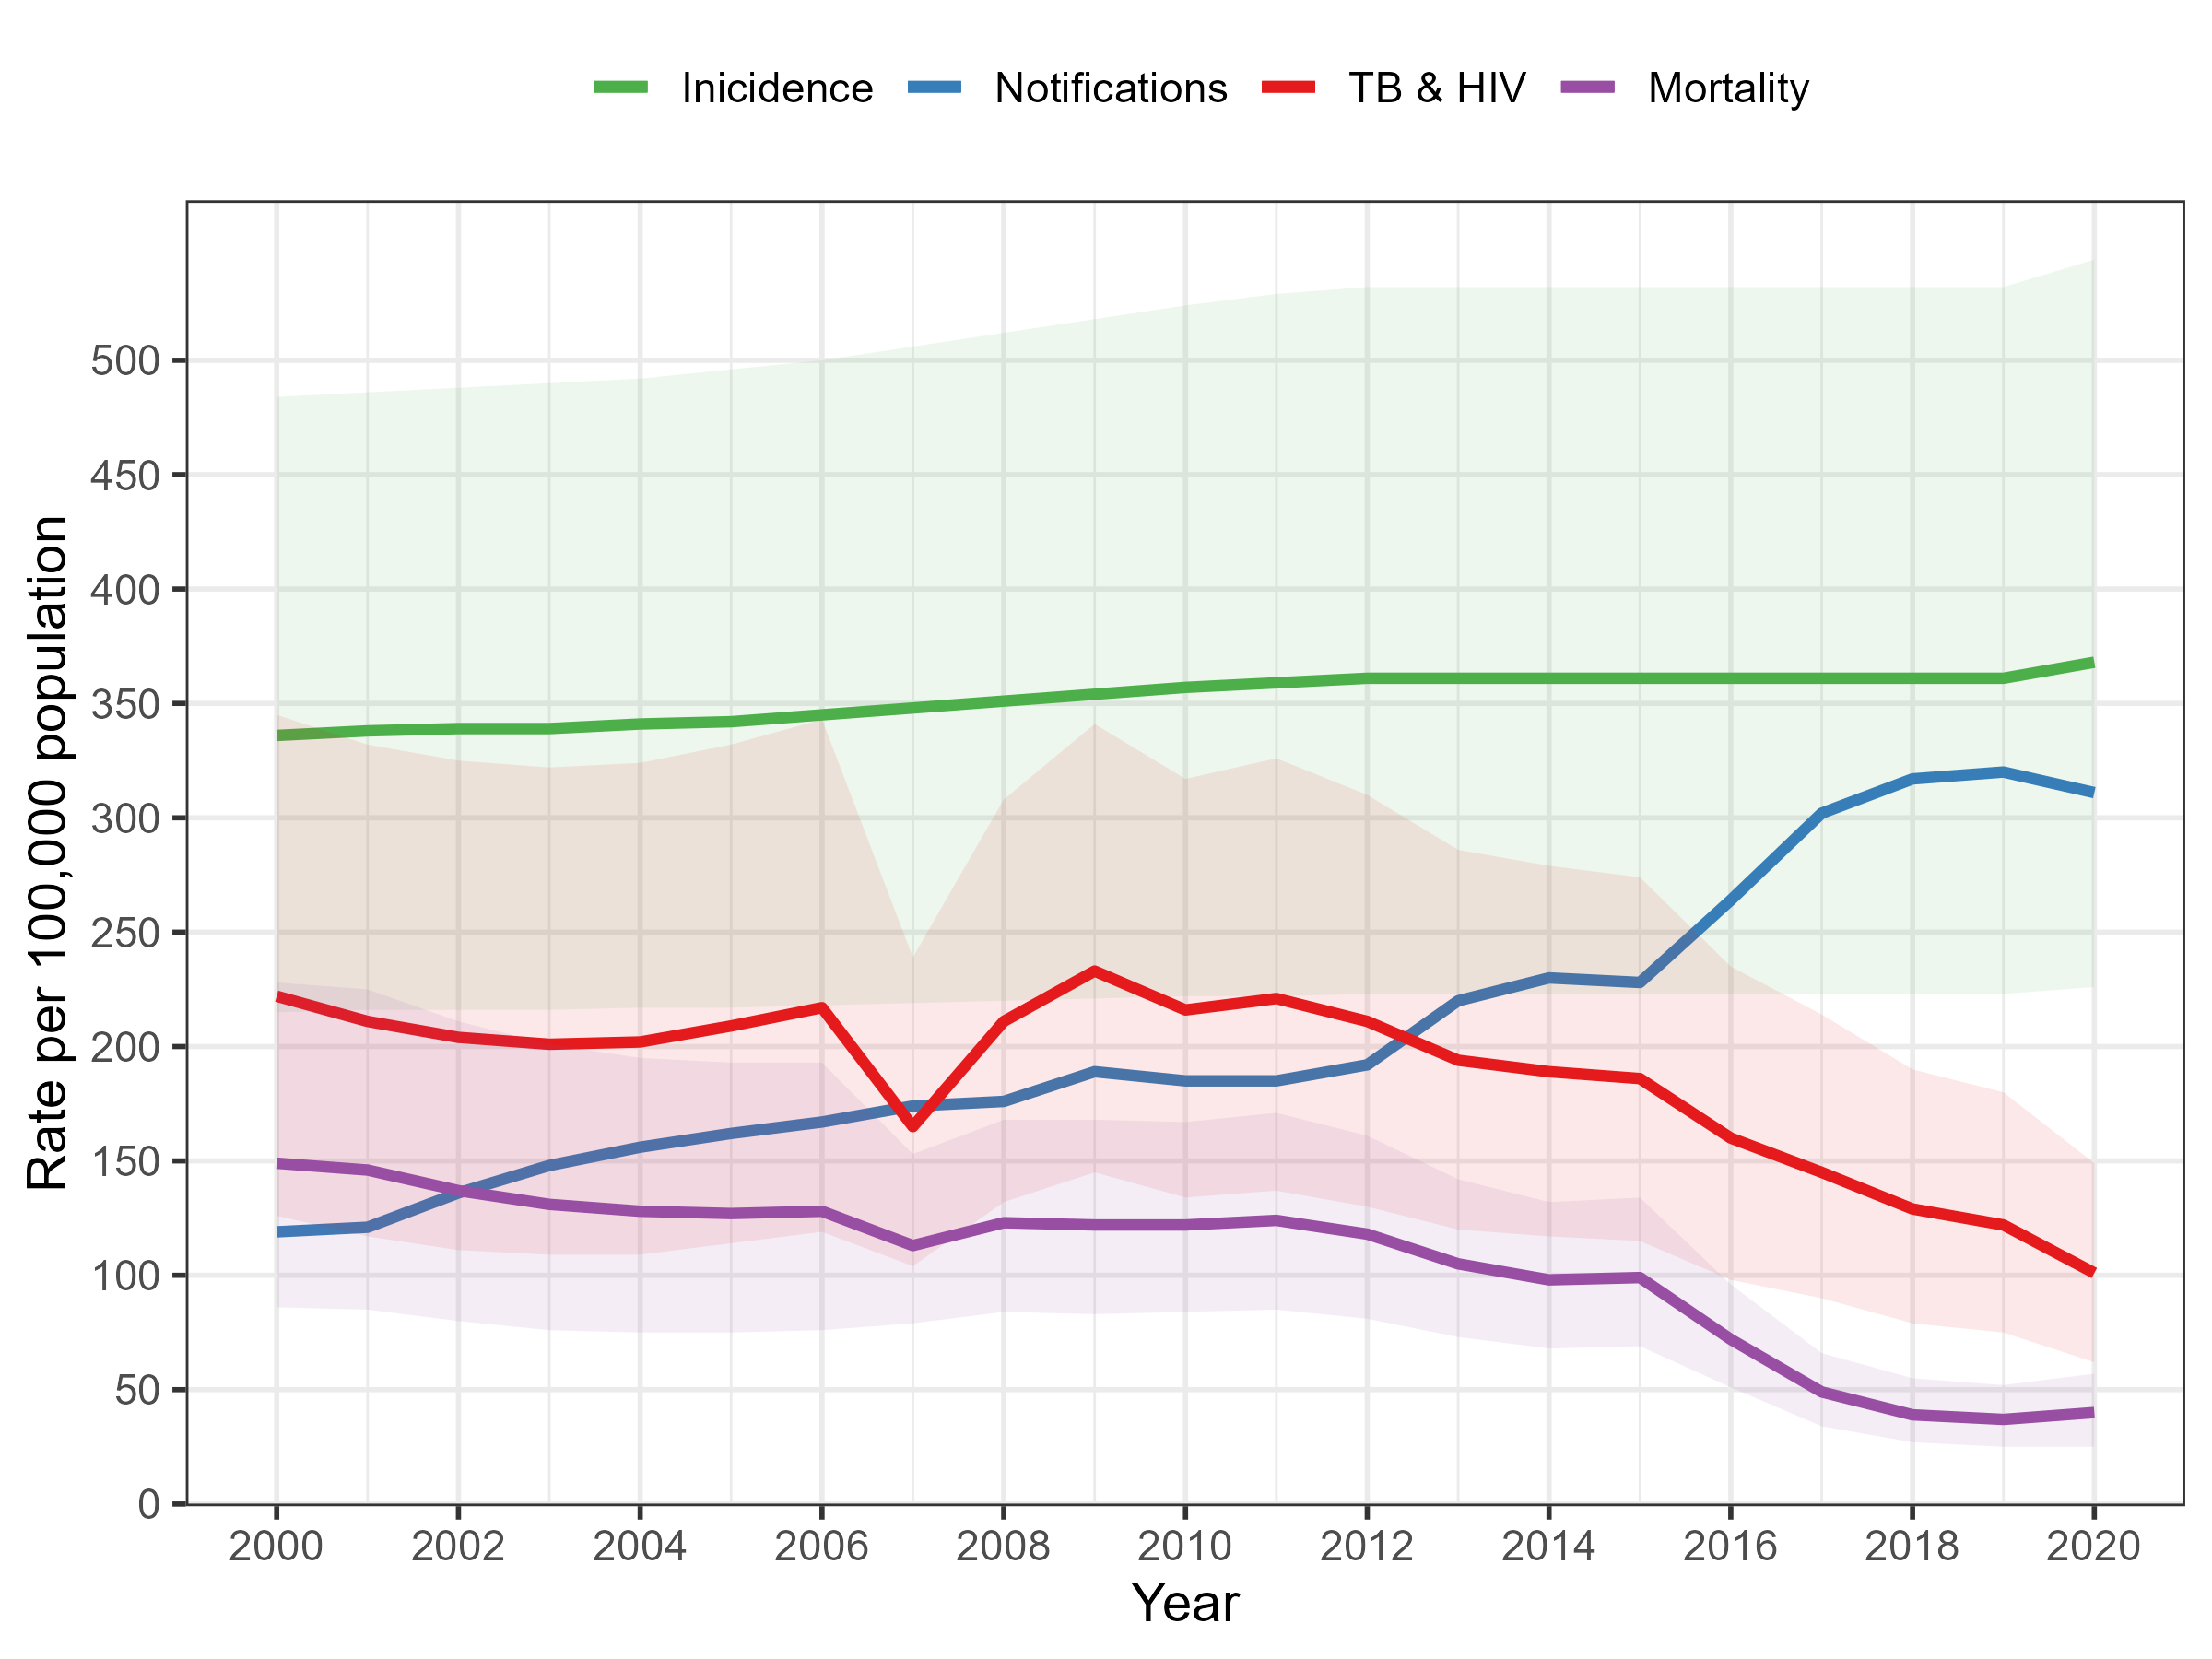 Inicidence Notifications TB & HIV Mortality
Rate per 100,000 population
500
450
400
350
300
250
200
150
100
50
0
2000 2002 2004 2006 2008 2010 2012 2014 2016 2018 2020
Year